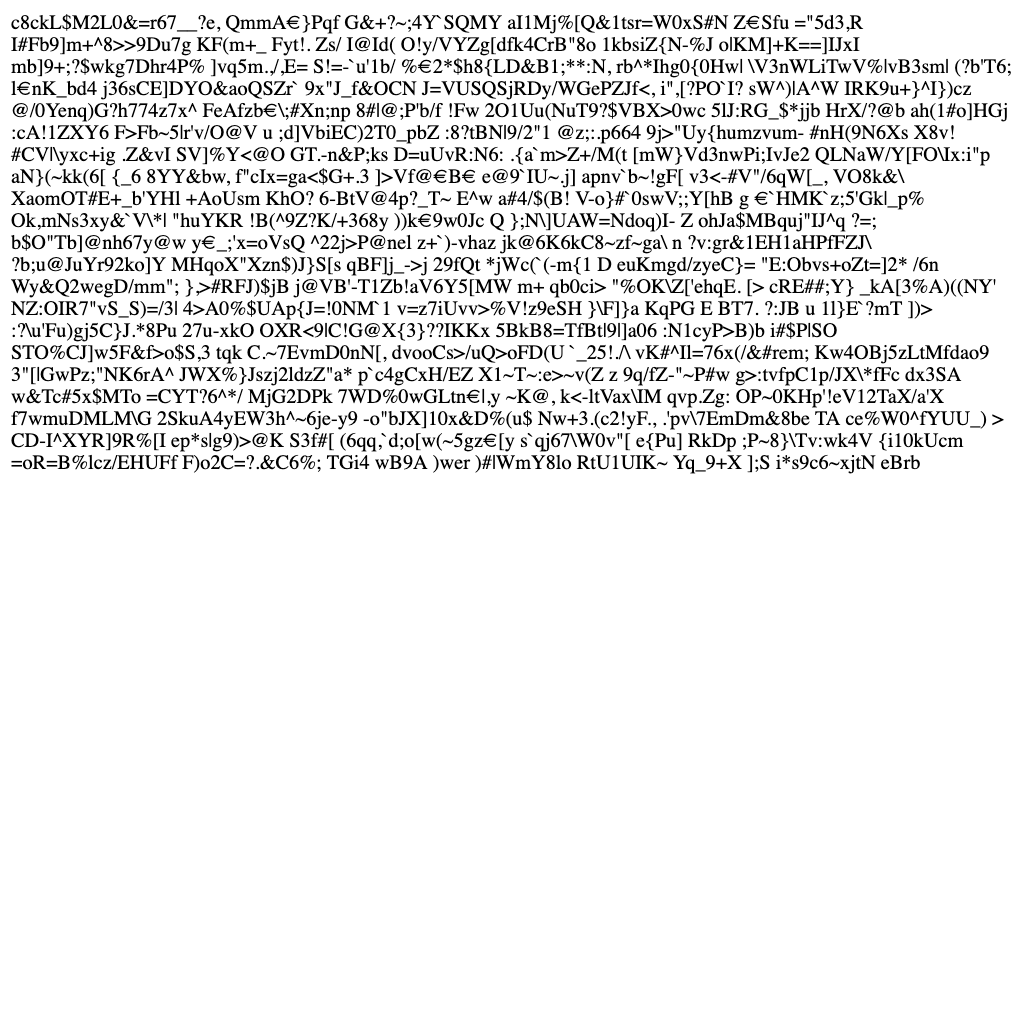 c8ckL$M2L0&=r67__?e, QmmA€}Pqf G&+?~;4Y`SQMY aI1Mj%[Q&1tsr=W0xS#N Z€Sfu ="5d3,R
I#Fb9]m+^8>>9Du7g KF(m+_ Fyt!. Zs/ I@Id( O!y/VYZg[dfk4CrB"8o 1kbsiZ{N-%J o|KM]+K==]IJxI
mb]9+;?$wkg7Dhr4P% ]vq5m.,/,E= S!=-`u'1b/ %€2*$h8{LD&B1;**:N, rb^*Ihg0{0Hw| \V3nWLiTwV%|vB3sm| (?b'T6;
l€nK_bd4 j36sCE]DYO&aoQSZr` 9x"J_f&OCN J=VUSQSjRDy/WGePZJf<, i",[?PO`I? sW^)|A^W IRK9u+}^I})cz
@/0Yenq)G?h774z7x^ FeAfzb€\;#Xn;np 8#l@;P'b/f !Fw 2O1Uu(NuT9?$VBX>0wc 5lJ:RG_$*jjb HrX/?@b ah(1#o]HGj
:cA!1ZXY6 F>Fb~5lr'v/O@V u ;d]VbiEC)2T0_pbZ :8?tBN|9/2"1 @z;:.p664 9j>"Uy{humzvum- #nH(9N6Xs X8v!
#CV|\yxc+ig .Z&vI SV]%Y<@O GT.-n&P;ks D=uUvR:N6: .{a`m>Z+/M(t [mW}Vd3nwPi;IvJe2 QLNaW/Y[FO\Ix:i"p
aN}(~kk(6[ {_6 8YY&bw, f"cIx=ga<$G+.3 ]>Vf@€B€ e@9`IU~.j] apnv`b~!gF[ v3<-#V"/6qW[_, VO8k&\
XaomOT#E+_b'YHl +AoUsm KhO? 6-BtV@4p?_T~ E^w a#4/$(B! V-o}#`0swV;;Y[hB g €`HMK`z;5'Gk|_p%
Ok,mNs3xy&`V\*| "huYKR !B(^9Z?K/+368y ))k€9w0Jc Q };N\]UAW=Ndoq)I- Z ohJa$MBquj"IJ^q ?=;
b$O"Tb]@nh67y@w y€_;'x=oVsQ ^22j>P@nel z+`)-vhaz jk@6K6kC8~zf~ga\ n ?v:gr&1EH1aHPfFZJ\
?b;u@JuYr92ko]Y MHqoX"Xzn$)J}S[s qBF]j_->j 29fQt *jWc(`(-m{1 D euKmgd/zyeC}= "E:Obvs+oZt=]2* /6n
Wy&Q2wegD/mm"; },>#RFJ)$jB j@VB'-T1Zb!aV6Y5[MW m+ qb0ci> "%OK\Z['ehqE. [> cRE##;Y} _kA[3%A)((NY'
NZ:OIR7"vS_S)=/3| 4>A0%$UAp{J=!0NM`1 v=z7iUvv>%V!z9eSH }\F]}a KqPG E BT7. ?:JB u 1l}E`?mT ])>
:?\u'Fu)gj5C}J.*8Pu 27u-xkO OXR<9|C!G@X{3}??IKKx 5BkB8=TfBt|9|]a06 :N1cyP>B)b i#$P|SO
STO%CJ]w5F&f>o$S,3 tqk C.~7EvmD0nN[, dvooCs>/uQ>oFD(U `_25!./\ vK#^Il=76x(/&#rem; Kw4OBj5zLtMfdao9
3"[|GwPz;"NK6rA^ JWX%}Jszj2ldzZ"a* p`c4gCxH/EZ X1~T~:e>~v(Z z 9q/fZ-"~P#w g>:tvfpC1p/JX\*fFc dx3SA
w&Tc#5x$MTo =CYT?6^*/ MjG2DPk 7WD%0wGLtn€|,y ~K@, k<-ltVax\IM qvp.Zg: OP~0KHp'!eV12TaX/a'X
f7wmuDMLM\G 2SkuA4yEW3h^~6je-y9 -o"bJX]10x&D%(u$ Nw+3.(c2!yF., .'pv\7EmDm&8be TA ce%W0^fYUU_) >
CD-I^XYR]9R%[I ep*slg9)>@K S3f#[ (6qq,`d;o[w(~5gz€[y s`qj67\W0v"[ e{Pu] RkDp ;P~8}\Tv:wk4V {i10kUcm
=oR=B%lcz/EHUFf F)o2C=?.&C6%; TGi4 wB9A )wer )#|WmY8lo RtU1UIK~ Yq_9+X ];S i*s9c6~xjtN eBrb